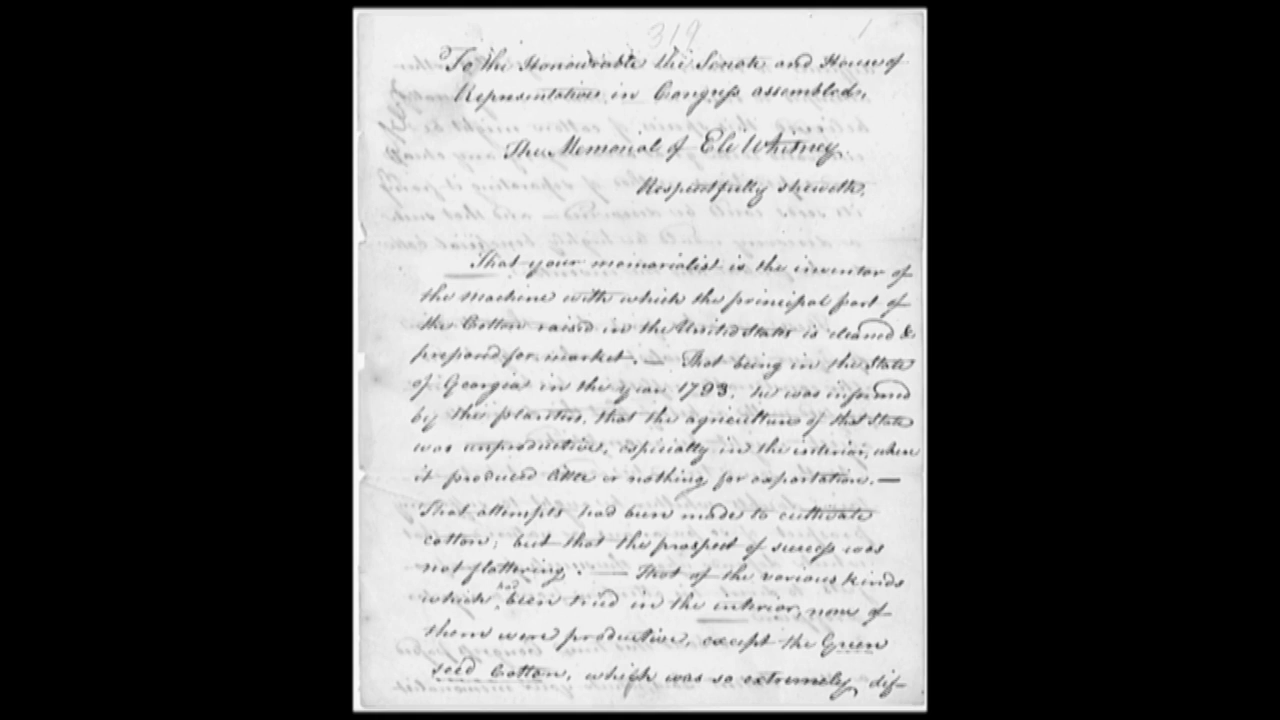 319 1
To the Honourable the Senate and House of
Representatives in Congress assembled,
The Memorial of Eli Whitney
Respectfully sheweth,
That your memorialist is the inventor of
the Machine with which the principal part of
the Cotton raised in the United States is cleaned &
prepared for market. — That being in the State
of Georgia in the year 1793, he was informed
by the planters, that the agriculture of that State
was unproductive, especially in the interior, where
it produced little or nothing for exportation. —
That attempts had been made to cultivate
cotton; but that the prospect of success was
not flattering. — That of the various kinds
which had been tried in the interior, none of
them were productive, except the Green
seed Cotton, which was so extremely dif-